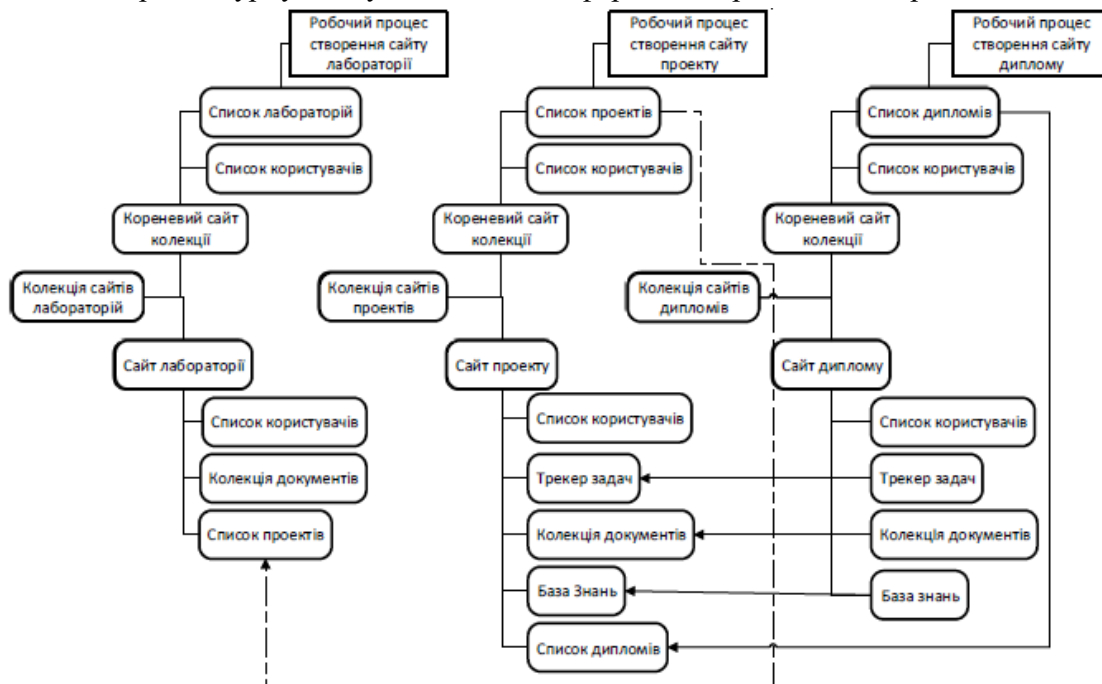 Робочий процес
створення сайту
лабораторії
Робочий процес
створення сайту
проекту
Робочий процес
створення сайту
диплому
Список лабораторій
Список проектів
Список дипломів
Список користувачів
Список користувачів
Список користувачів
Кореневий сайт
колекції
Кореневий сайт
колекції
Кореневий сайт
колекції
Колекція сайтів
лабораторій
Колекція сайтів
проектів
Колекція сайтів
дипломів
Сайт лабораторії
Сайт проекту
Сайт диплому
Список користувачів
Список користувачів
Список користувачів
Колекція документів
Трекер задач
Трекер задач
Список проектів
Колекція документів
Колекція документів
База Знань
База знань
Список дипломів